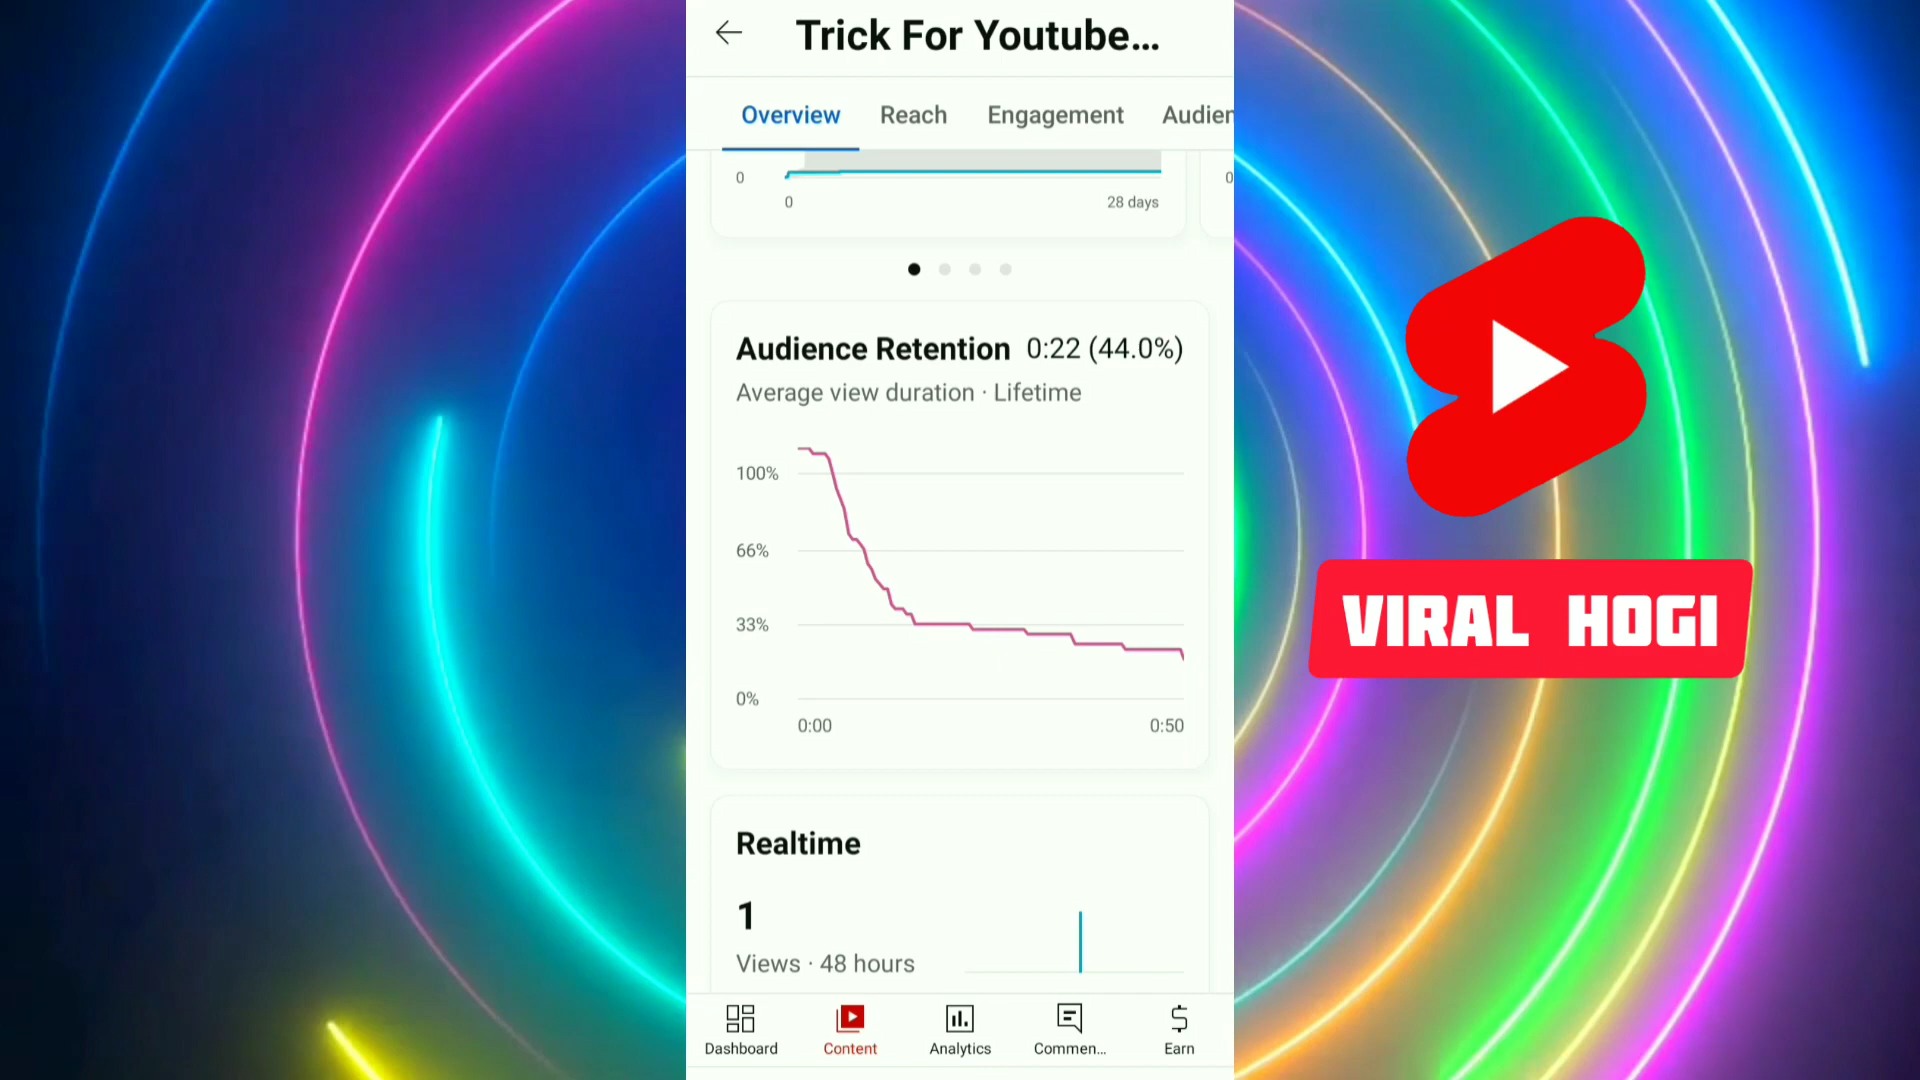 Trick For Youtube...
Overview Reach Engagement Audien
0 0
0 28 days
Audience Retention 0:22 (44.0%)
Average view duration · Lifetime
100%
66%
33%
0%
0:00 0:50
VIRAL HOGI
Realtime
1
Views · 48 hours
Dashboard Content Analytics Commen... Earn